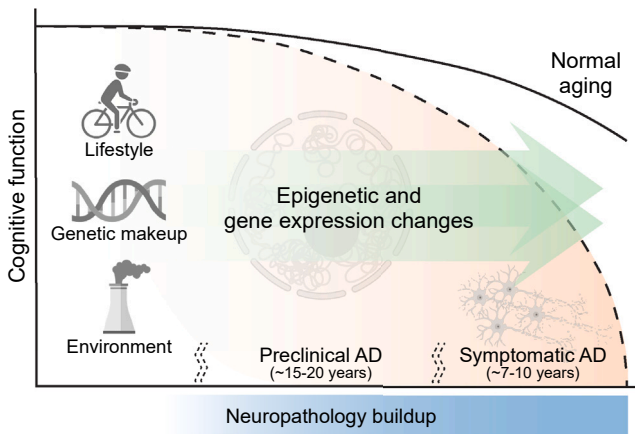 Cognitive function
Normal
aging
Lifestyle
Epigenetic and
gene expression changes
Genetic makeup
Environment
Preclinical AD
(~15-20 years)
Symptomatic AD
(~7-10 years)
Neuropathology buildup